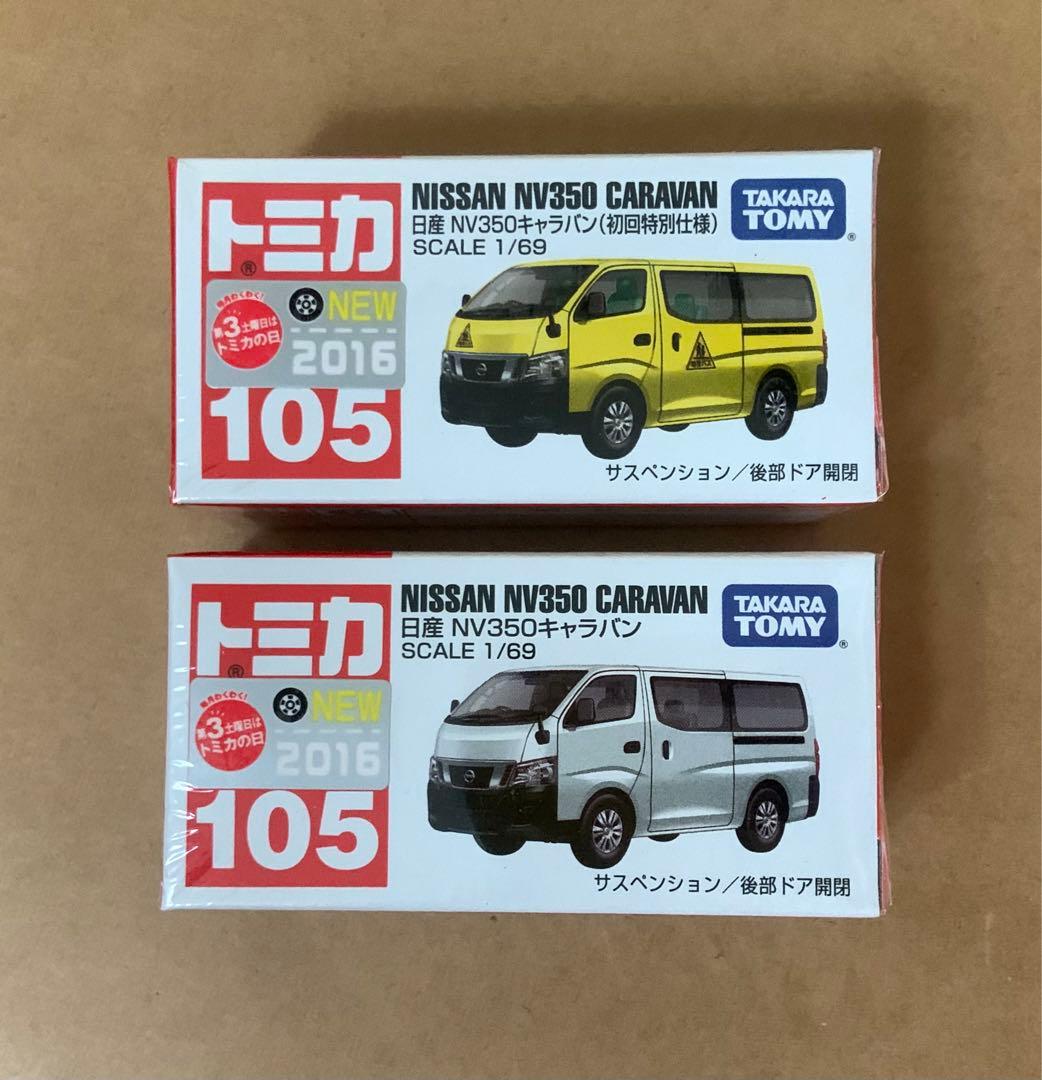 トミカ
®
毎月わくわく!
第3土曜日は
トミカの日
NEW
2016
105
NISSAN NV350 CARAVAN
日産 NV350キャラバン(初回特別仕様)
SCALE 1/69
TAKARA
TOMY
®
サスペンション/後部ドア開閉
トミカ
®
毎月わくわく!
第3土曜日は
トミカの日
NEW
2016
105
NISSAN NV350 CARAVAN
日産 NV350キャラバン
SCALE 1/69
TAKARA
TOMY
®
サスペンション/後部ドア開閉